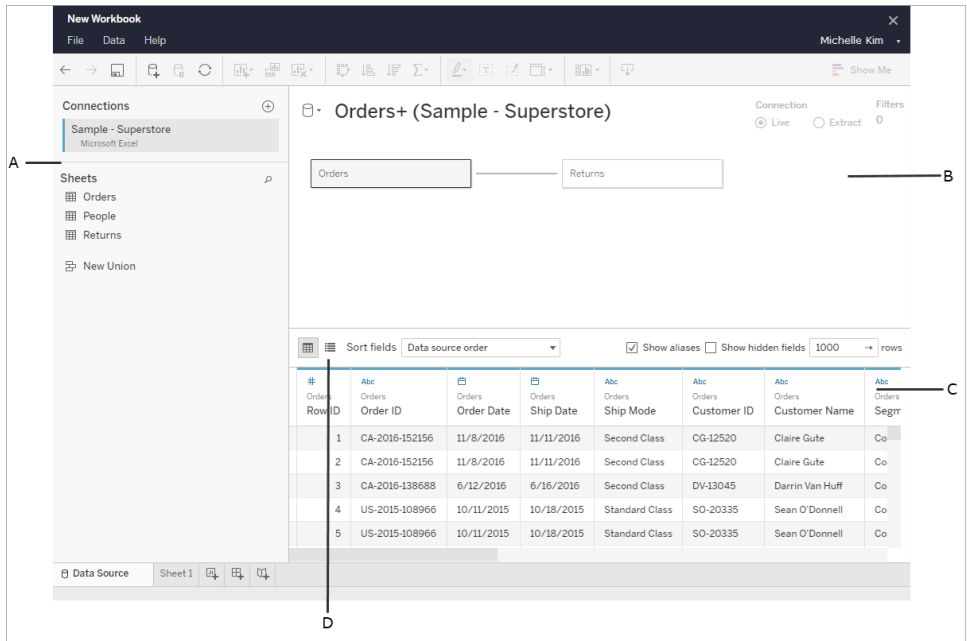 New Workbook
File Data Help Michelle Kim
Show Me
Connections
Sample - Superstore
Microsoft Excel
A
Sheets
Orders
People
Returns
New Union
Orders+ (Sample - Superstore)
Connection Filters
Live Extract 0
Orders Returns
B
Sort fields Data source order Show aliases Show hidden fields 1000 → rows
# Abc Abc Abc Abc Abc
Orders Orders Orders Orders Orders Orders Orders Orders
Row ID Order ID Order Date Ship Date Ship Mode Customer ID Customer Name Segm
C
1 CA-2016-152156 11/8/2016 11/11/2016 Second Class CG-12520 Claire Gute Co
2 CA-2016-152156 11/8/2016 11/11/2016 Second Class CG-12520 Claire Gute Co
3 CA-2016-138688 6/12/2016 6/16/2016 Second Class DV-13045 Darrin Van Huff Co
4 US-2015-108966 10/11/2015 10/18/2015 Standard Class SO-20335 Sean O'Donnell Co
5 US-2015-108966 10/11/2015 10/18/2015 Standard Class SO-20335 Sean O'Donnell Co
Data Source Sheet 1
D